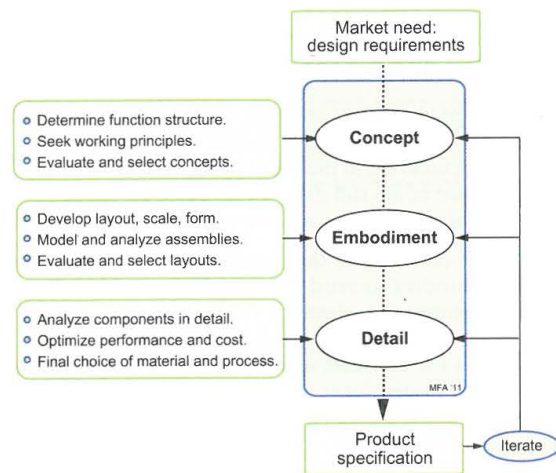 Market need:
design requirements
Determine function structure.
Seek working principles.
Evaluate and select concepts.
Concept
Develop layout, scale, form.
Model and analyze assemblies.
Evaluate and select layouts.
Embodiment
Analyze components in detail.
Optimize performance and cost.
Final choice of material and process.
Detail
MFA '11
Product
specification
Iterate